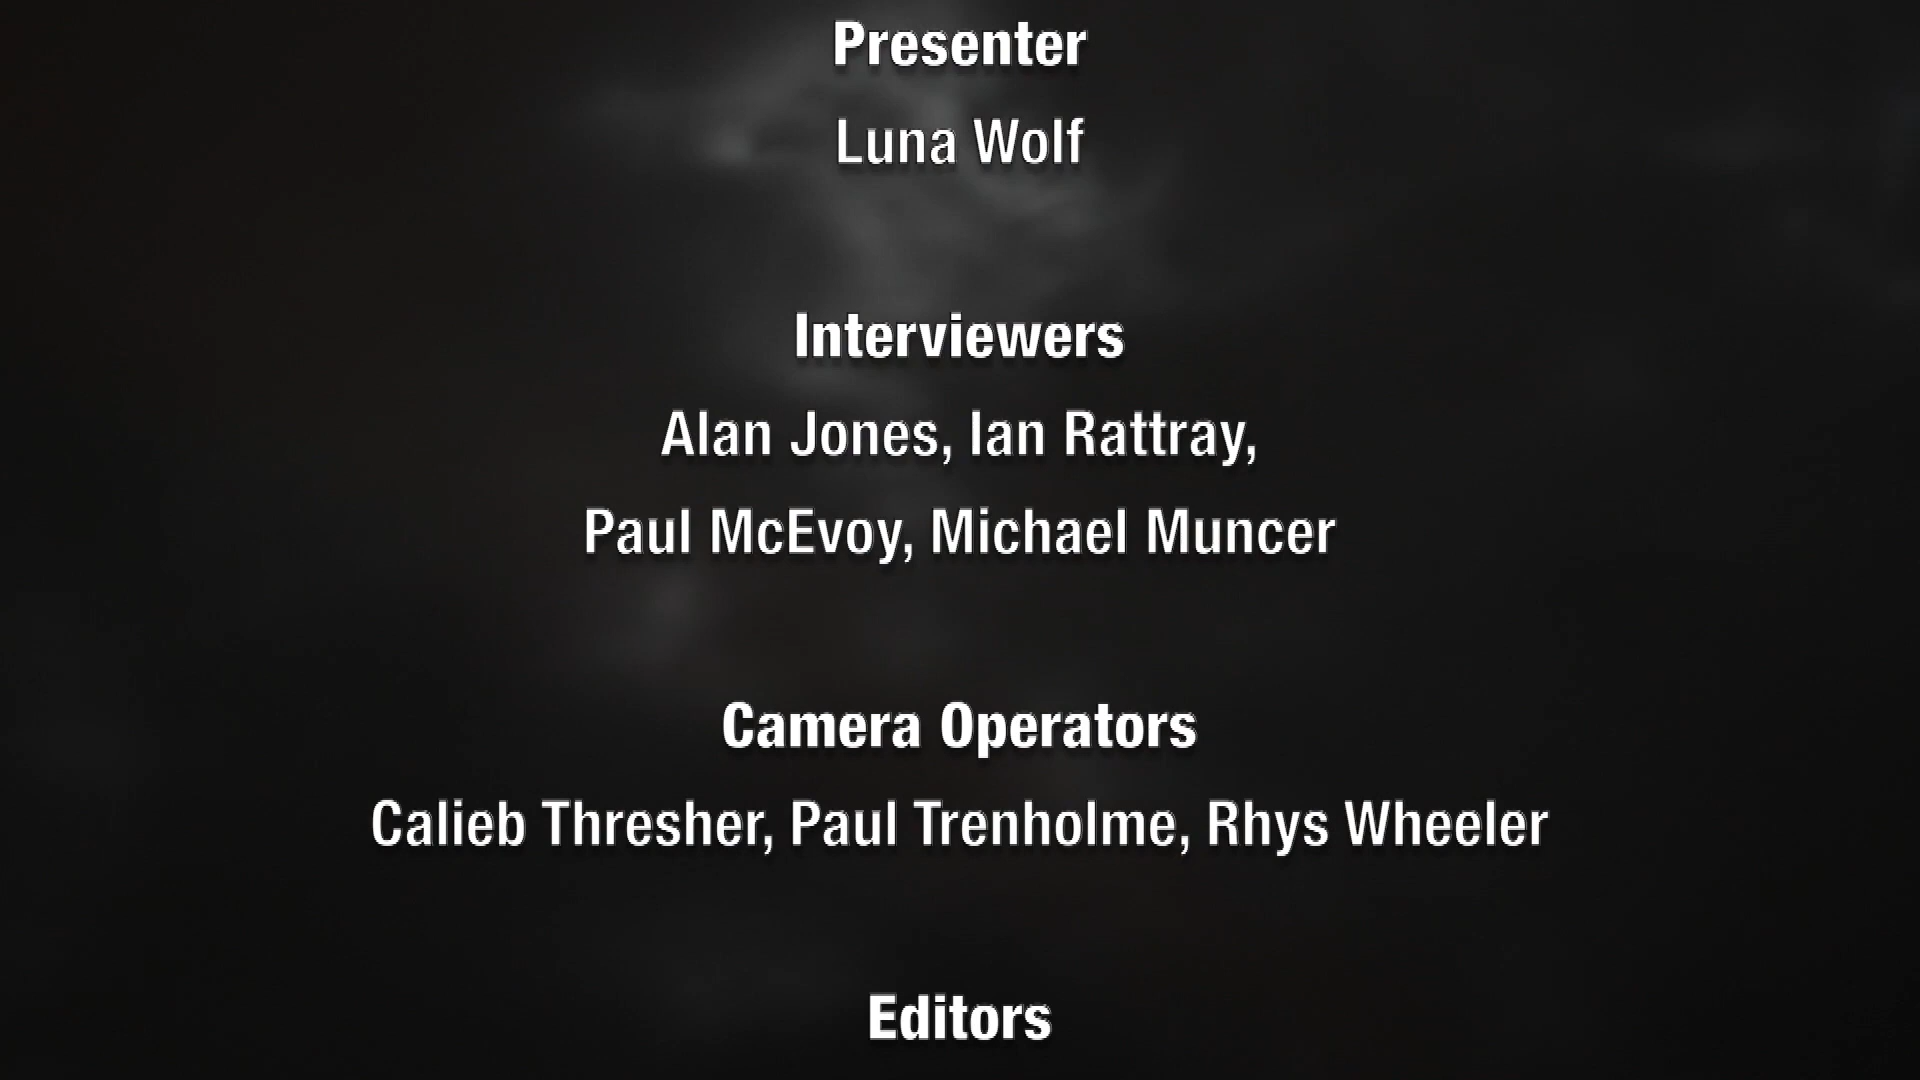 Presenter
Luna Wolf
Interviewers
Alan Jones, Ian Rattray,
Paul McEvoy, Michael Muncer
Camera Operators
Calieb Thresher, Paul Trenholme, Rhys Wheeler
Editors